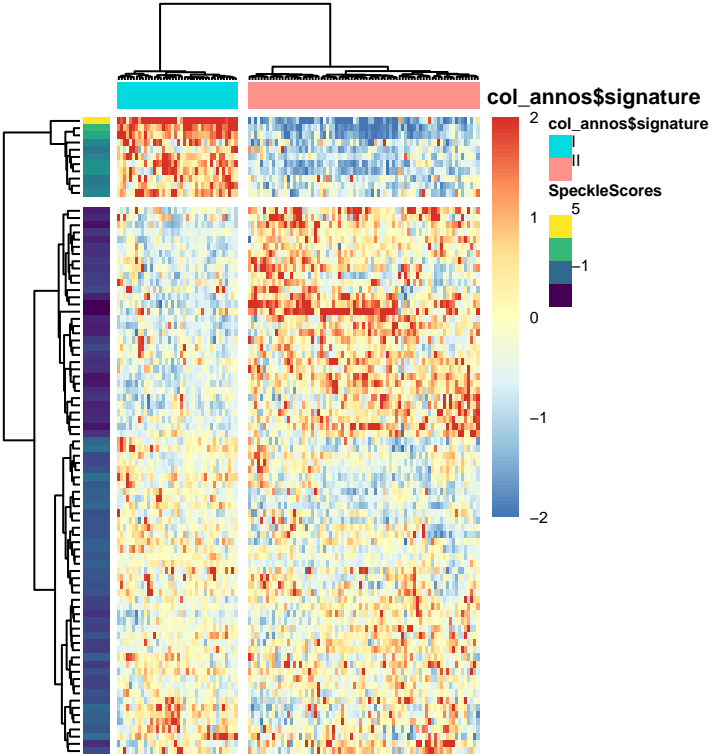 col_annos$signature
2
1
0
−1
−2
col_annos$signature
I
II
SpeckleScores
5
−1